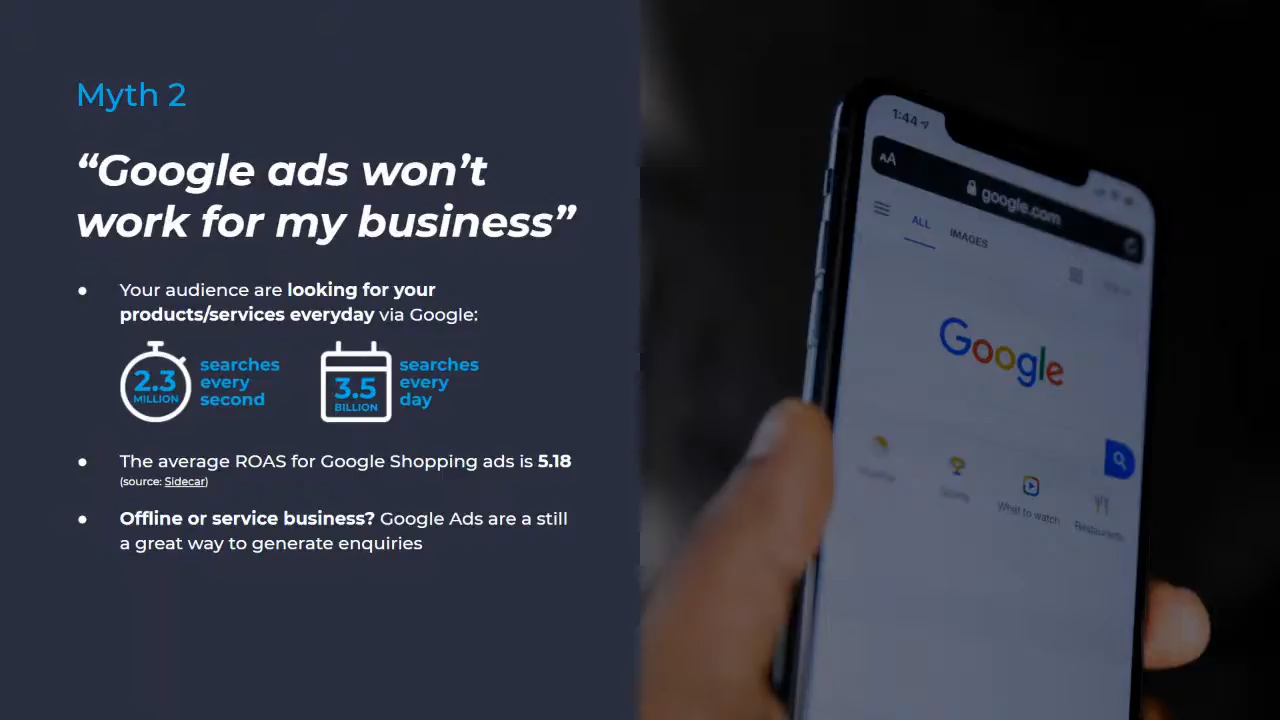 Myth 2
“Google ads won’t
work for my business”
● Your audience are looking for your
products/services everyday via Google:
2.3
MILLION
searches
every
second
3.5
BILLION
searches
every
day
● The average ROAS for Google Shopping ads is 5.18
(source: Sidecar)
● Offline or service business? Google Ads are a still
a great way to generate enquiries
1:44
AA
google.com
ALL
IMAGES
Google
Sports
What to watch
Restaurants